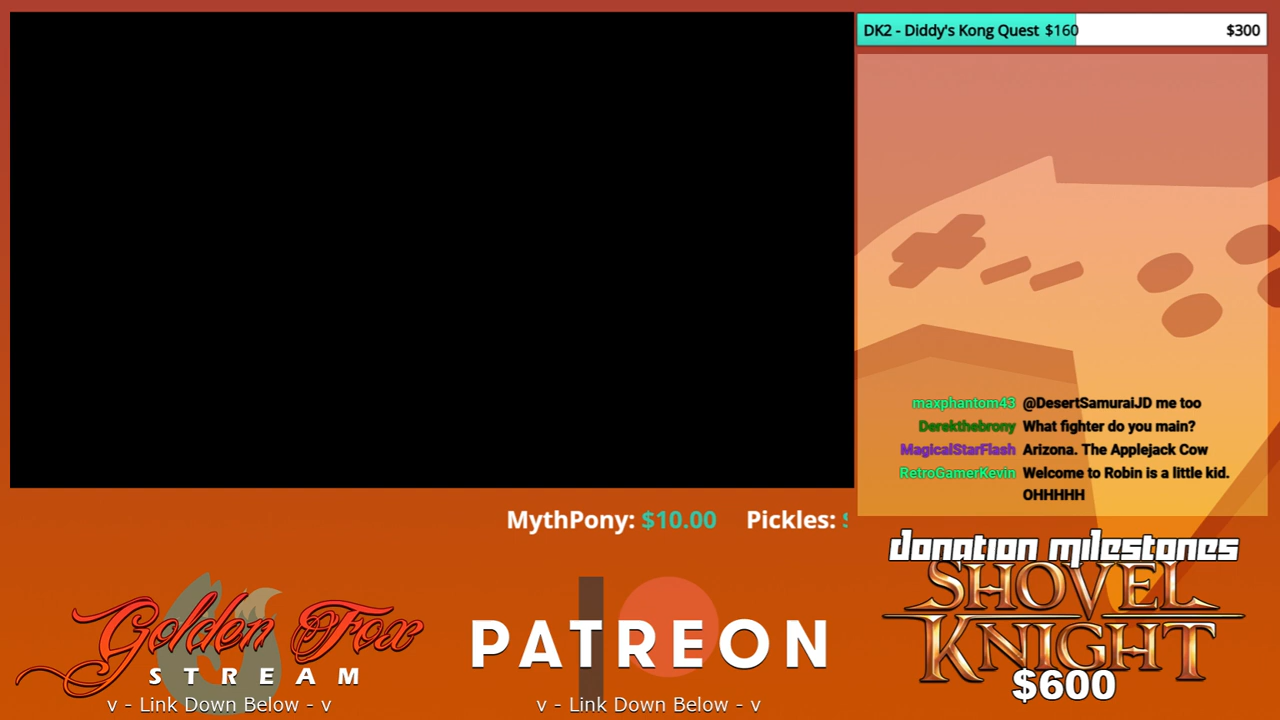 DK2 - Diddy's Kong Quest $160 $300
maxphantom43 @DesertSamuraiJD me too
Derekthebrony What fighter do you main?
MagicalStarFlash Arizona. The Applejack Cow
RetroGamerKevin Welcome to Robin is a little kid.
OHHHHH
MythPony: $10.00 Pickles:
donation milestones
SHOVEL
KNIGHT
$600
Golden Fox
STREAM
v - Link Down Below - v
PATREON
v - Link Down Below - v